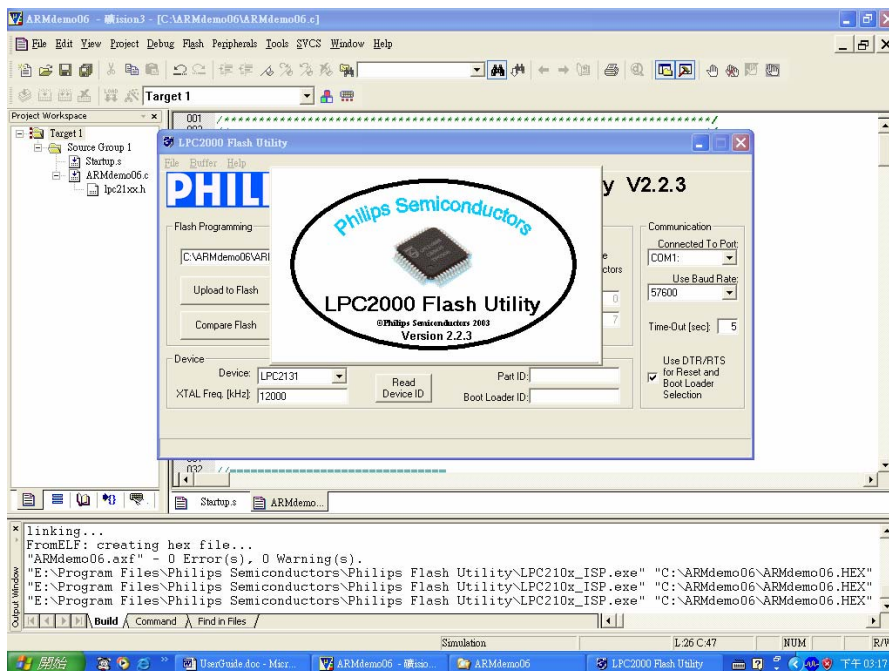 ARMdemo06 - 礦ision3 - [C:\ARMdemo06\ARMdemo06.c]
File Edit View Project Debug Flash Peripherals Tools SVCS Window Help
Target 1
Project Workspace
Target 1
Source Group 1
Startup.s
ARMdemo06.c
lpc21xx.h
001 /*************************************************************/
LPC2000 Flash Utility
File Buffer Help
PHIL
y V2.2.3
Philips Semiconductors
LPC2000 Flash Utility
©Philips Semiconductors 2003
Version 2.2.3
Flash Programming
C:\ARMdemo06\ARI
Upload to Flash
Compare Flash
e
ctors
0
7
Communication
Connected To Port:
COM1:
Use Baud Rate:
57600
Time-Out [sec]: 5
Use DTR/RTS
for Reset and
Boot Loader
Selection
Device
Device: LPC2131
XTAL Freq. [kHz]: 12000
Read
Device ID
Part ID:
Boot Loader ID:
032 //================================
Startup.s ARMdemo...
linking...
FromELF: creating hex file...
"ARMdemo06.axf" - 0 Error(s), 0 Warning(s).
"E:\Program Files\Philips Semiconductors\Philips Flash Utility\LPC210x_ISP.exe" "C:\ARMdemo06\ARMdemo06.HEX"
"E:\Program Files\Philips Semiconductors\Philips Flash Utility\LPC210x_ISP.exe" "C:\ARMdemo06\ARMdemo06.HEX"
"E:\Program Files\Philips Semiconductors\Philips Flash Utility\LPC210x_ISP.exe" "C:\ARMdemo06\ARMdemo06.HEX"
Output Window
Build Command Find in Files
Simulation L:26 C:47 NUM R/W
開始 UserGuide.doc - Micr... ARMdemo06 - 礦isio... ARMdemo06 LPC2000 Flash Utility 下午 03:17